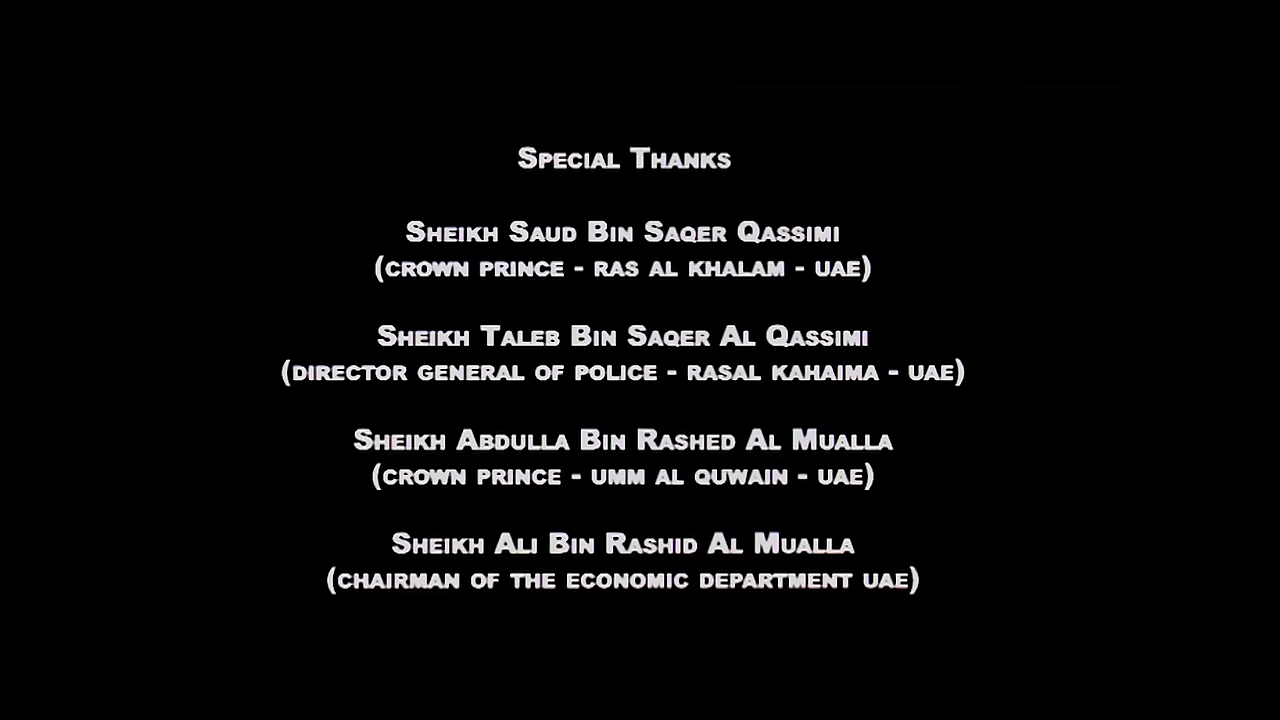 Special Thanks
Sheikh Saud Bin Saqer Qassimi
(crown prince - ras al khalam - uae)
Sheikh Taleb Bin Saqer Al Qassimi
(director general of police - rasal kahaima - uae)
Sheikh Abdulla Bin Rashed Al Mualla
(crown prince - umm al quwain - uae)
Sheikh Ali Bin Rashid Al Mualla
(chairman of the economic department uae)